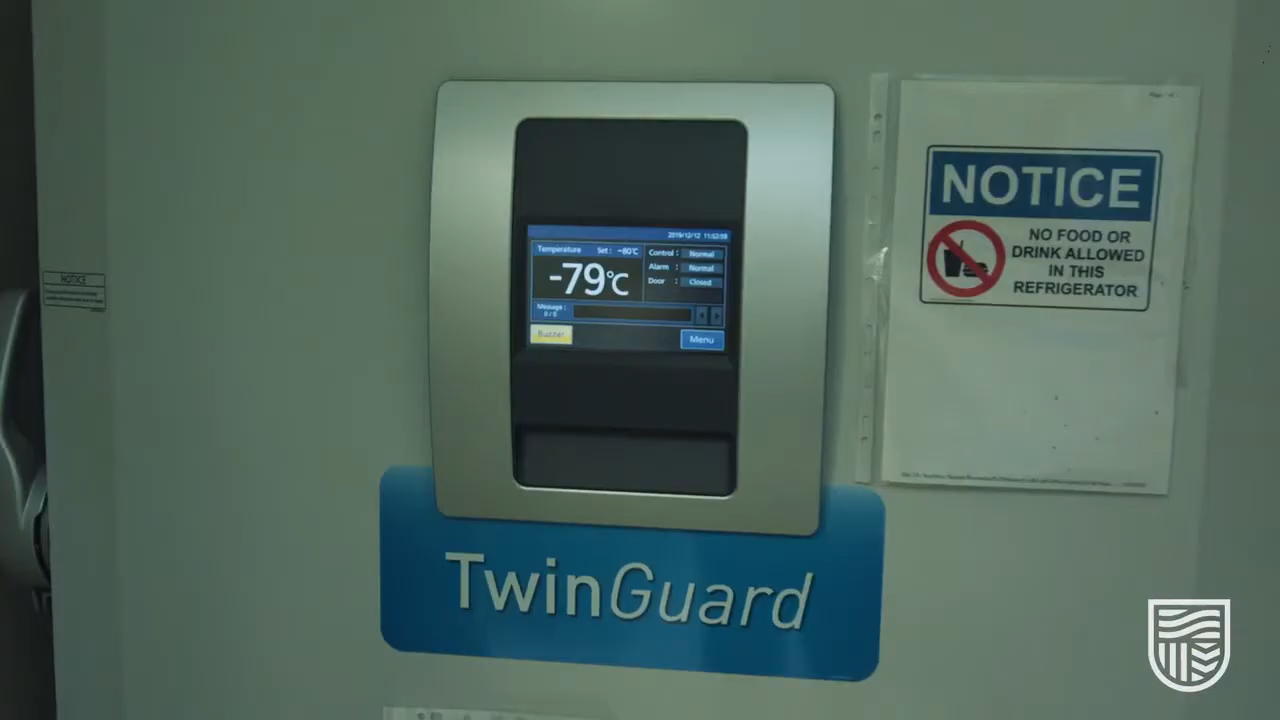 2019/12/12 11:52:59
Temperature Set : -80℃
-79℃
Control : Normal
Alarm : Normal
Door : Closed
Message :
0 / 0
Buzzer
Menu
TwinGuard
NOTICE
NO FOOD OR
DRINK ALLOWED
IN THIS
REFRIGERATOR
NOTICE